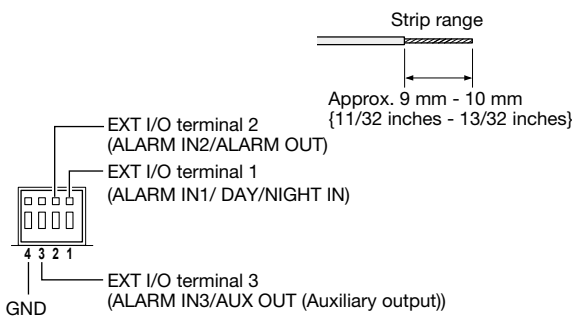 Strip range
Approx. 9 mm - 10 mm
{11/32 inches - 13/32 inches}
EXT I/O terminal 2
(ALARM IN2/ALARM OUT)
EXT I/O terminal 1
(ALARM IN1/ DAY/NIGHT IN)
4 3 2 1
EXT I/O terminal 3
(ALARM IN3/AUX OUT (Auxiliary output))
GND